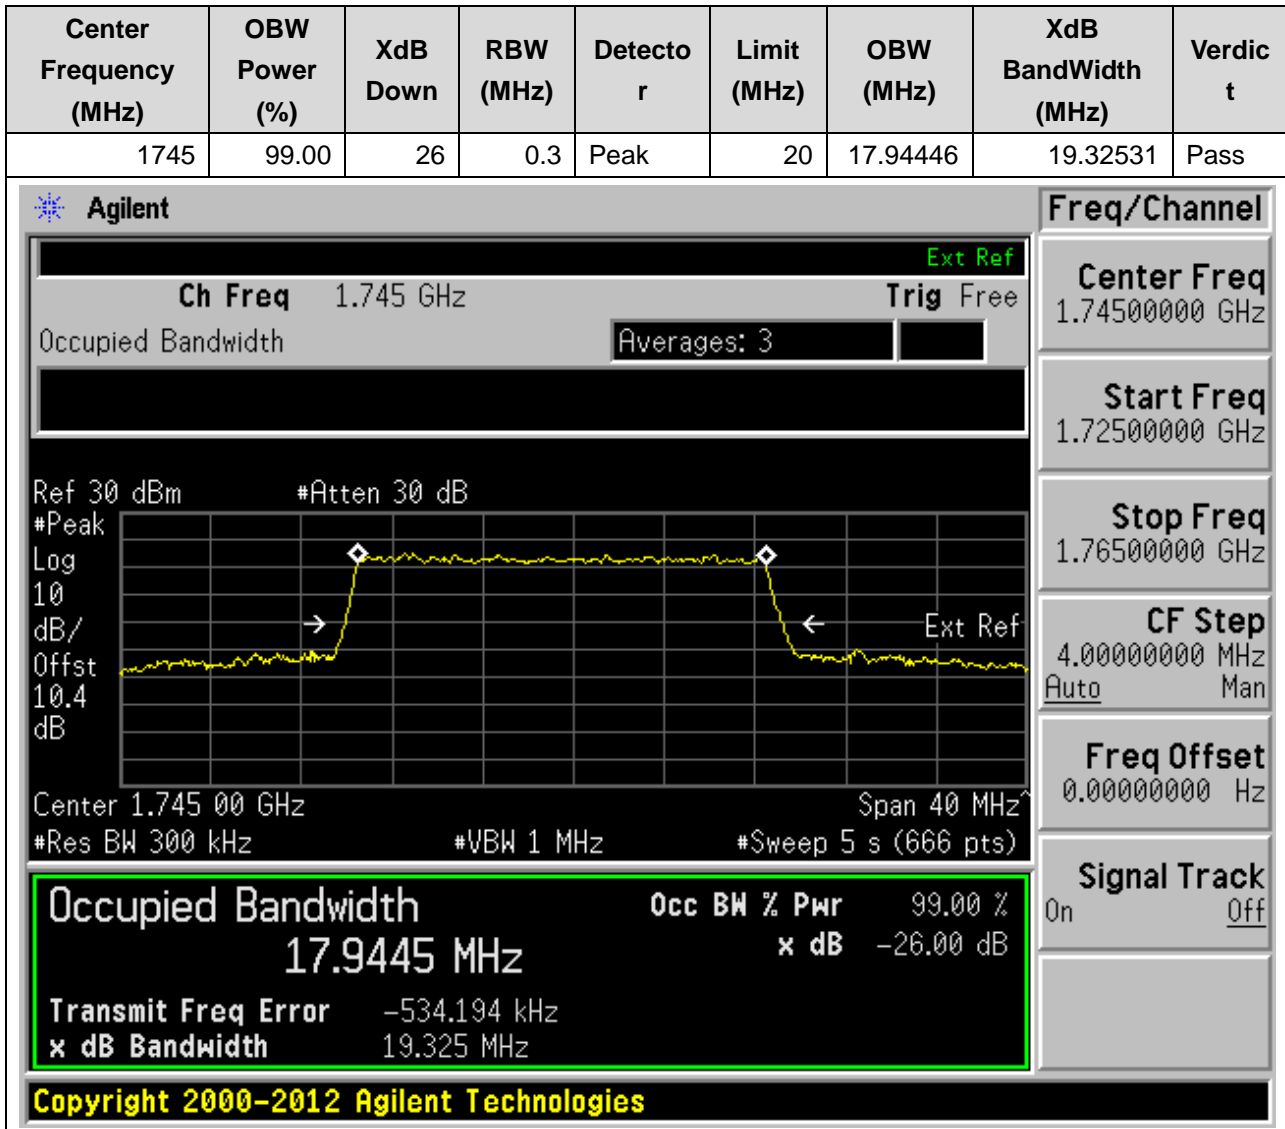 Center Frequency (MHz) OBW Power (%) XdB Down RBW (MHz) Detecto r Limit (MHz) OBW (MHz) XdB BandWidth (MHz) Verdic t
1745 99.00 26 0.3 Peak 20 17.94446 19.32531 Pass
Agilent
Freq/Channel
Ext Ref
Ch Freq 1.745 GHz Trig Free
Occupied Bandwidth Averages: 3
Center Freq
1.74500000 GHz
Start Freq
1.72500000 GHz
Stop Freq
1.76500000 GHz
CF Step
4.00000000 MHz
Auto Man
Freq Offset
0.00000000 Hz
Signal Track
On Off
Ref 30 dBm #Atten 30 dB
#Peak
Log
10
dB/
Offst
10.4
dB
Ext Ref
Center 1.745 00 GHz Span 40 MHz^
#Res BW 300 kHz #VBW 1 MHz #Sweep 5 s (666 pts)
Occupied Bandwidth Occ BW % Pwr 99.00 %
17.9445 MHz x dB -26.00 dB
Transmit Freq Error -534.194 kHz
x dB Bandwidth 19.325 MHz
Copyright 2000-2012 Agilent Technologies